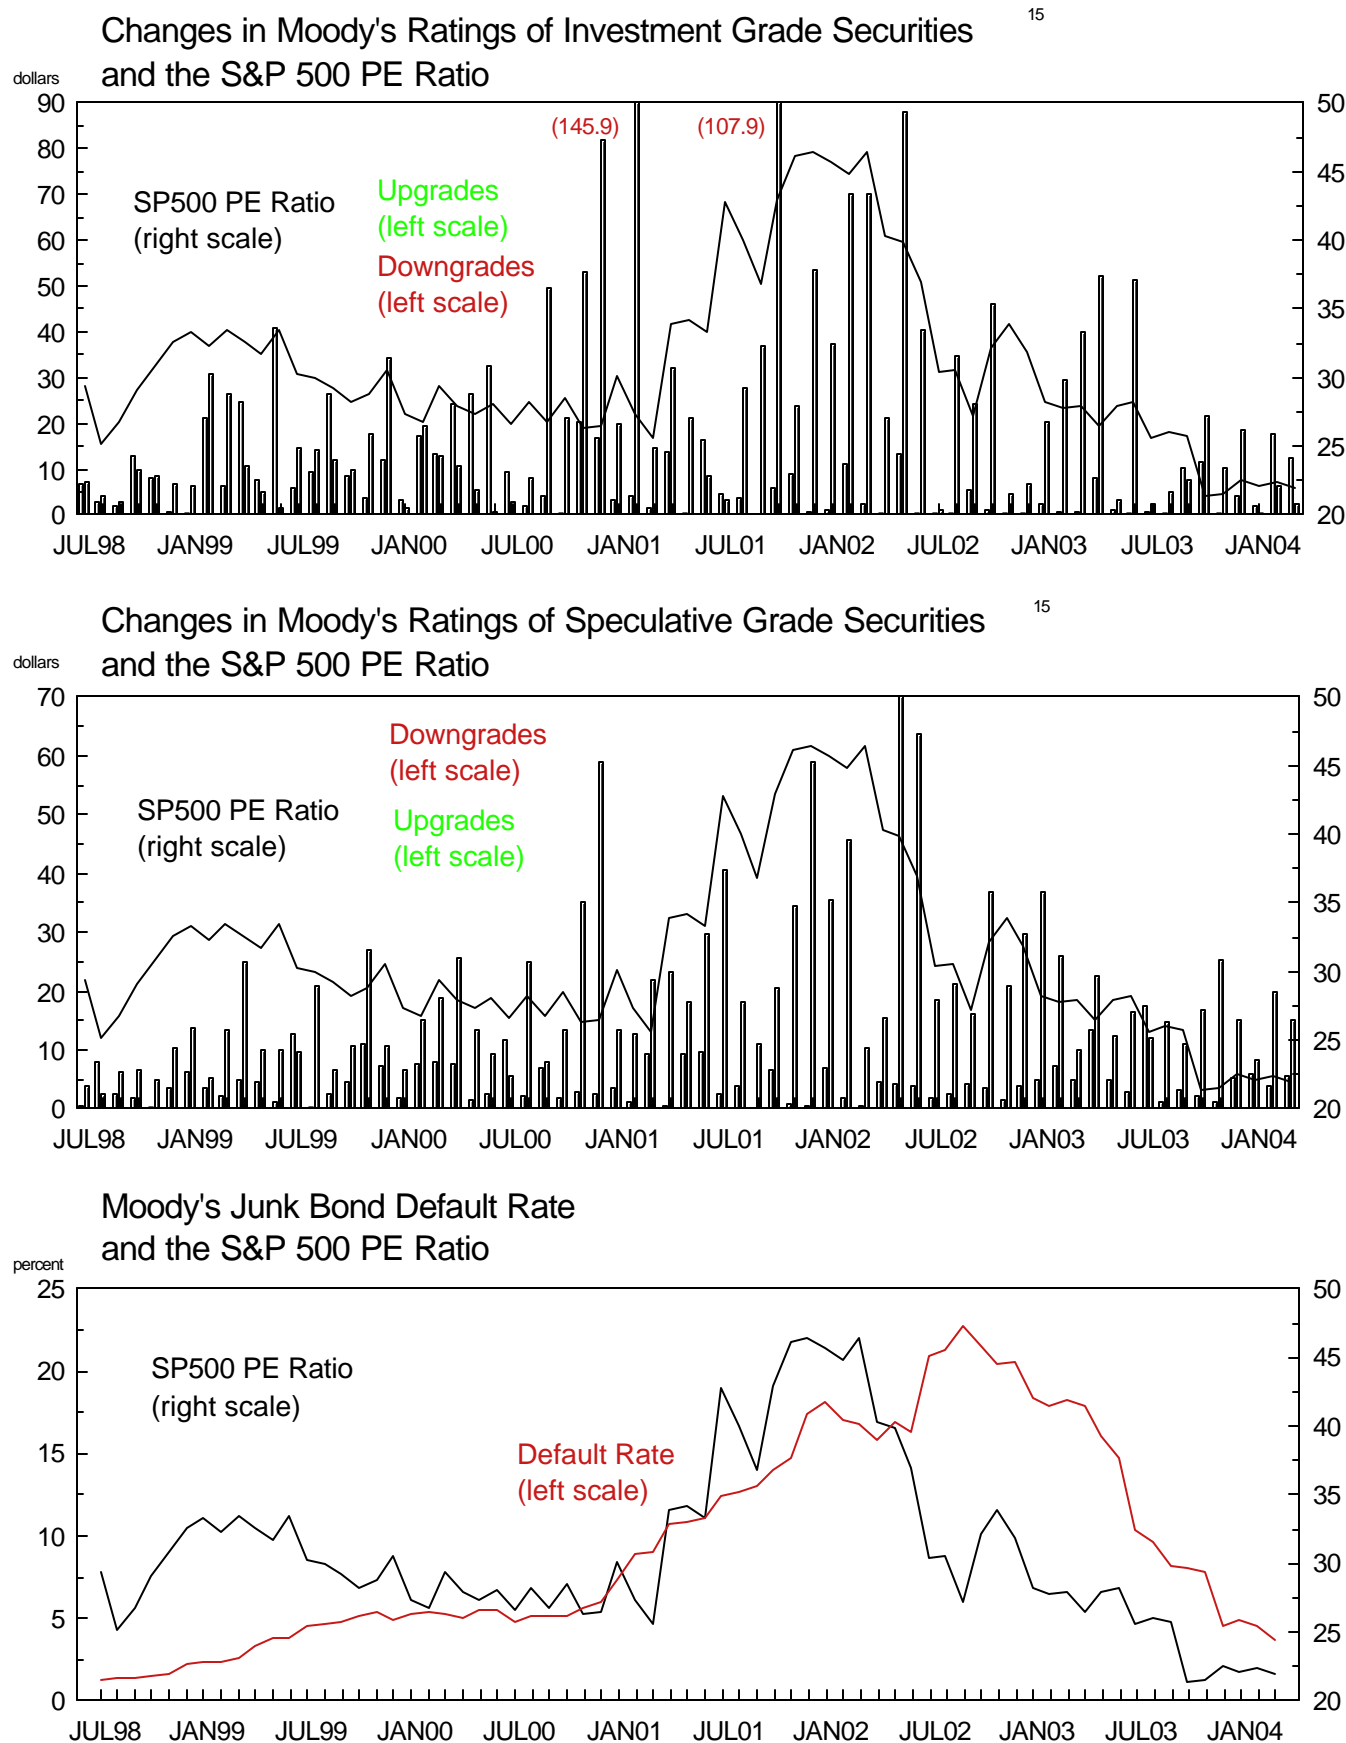 Changes in Moody's Ratings of Investment Grade Securities 15
and the S&P 500 PE Ratio
dollars
90
80
70
60
50
40
30
20
10
0
50
45
40
35
30
25
20
(145.9)
(107.9)
SP500 PE Ratio
(right scale)
Upgrades
(left scale)
Downgrades
(left scale)
JUL98 JAN99 JUL99 JAN00 JUL00 JAN01 JUL01 JAN02 JUL02 JAN03 JUL03 JAN04
Changes in Moody's Ratings of Speculative Grade Securities 15
and the S&P 500 PE Ratio
dollars
70
60
50
40
30
20
10
0
50
45
40
35
30
25
20
Downgrades
(left scale)
SP500 PE Ratio
(right scale)
Upgrades
(left scale)
JUL98 JAN99 JUL99 JAN00 JUL00 JAN01 JUL01 JAN02 JUL02 JAN03 JUL03 JAN04
Moody's Junk Bond Default Rate
and the S&P 500 PE Ratio
percent
25
20
15
10
5
0
50
45
40
35
30
25
20
SP500 PE Ratio
(right scale)
Default Rate
(left scale)
JUL98 JAN99 JUL99 JAN00 JUL00 JAN01 JUL01 JAN02 JUL02 JAN03 JUL03 JAN04